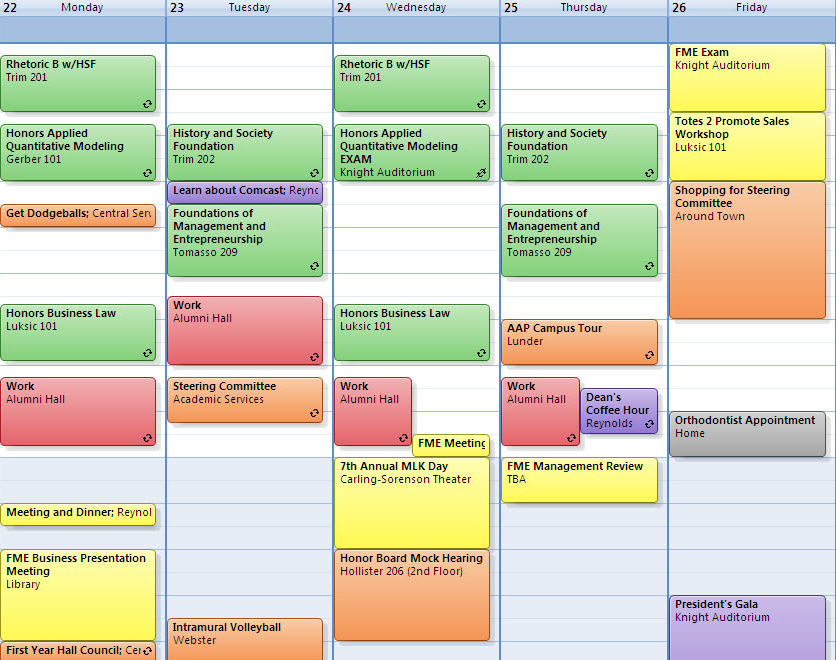 22 Monday
Rhetoric B w/HSF
Trim 201
Honors Applied
Quantitative Modeling
Gerber 101
Get Dodgeballs; Central Serv
Honors Business Law
Luksic 101
Work
Alumni Hall
Meeting and Dinner; Reynol
FME Business Presentation
Meeting
Library
First Year Hall Council; Cer
23 Tuesday
History and Society
Foundation
Trim 202
Learn about Comcast; Reync
Foundations of
Management and
Entrepreneurship
Tomasso 209
Work
Alumni Hall
Steering Committee
Academic Services
Intramural Volleyball
Webster
24 Wednesday
Rhetoric B w/HSF
Trim 201
Honors Applied
Quantitative Modeling
EXAM
Knight Auditorium
Honors Business Law
Luksic 101
Work
Alumni Hall
FME Meeting
7th Annual MLK Day
Carling-Sorenson Theater
Honor Board Mock Hearing
Hollister 206 (2nd Floor)
25 Thursday
History and Society
Foundation
Trim 202
Foundations of
Management and
Entrepreneurship
Tomasso 209
AAP Campus Tour
Lunder
Work
Alumni Hall
Dean's
Coffee Hour
Reynolds
FME Management Review
TBA
26 Friday
FME Exam
Knight Auditorium
Totes 2 Promote Sales
Workshop
Luksic 101
Shopping for Steering
Committee
Around Town
Orthodontist Appointment
Home
President's Gala
Knight Auditorium